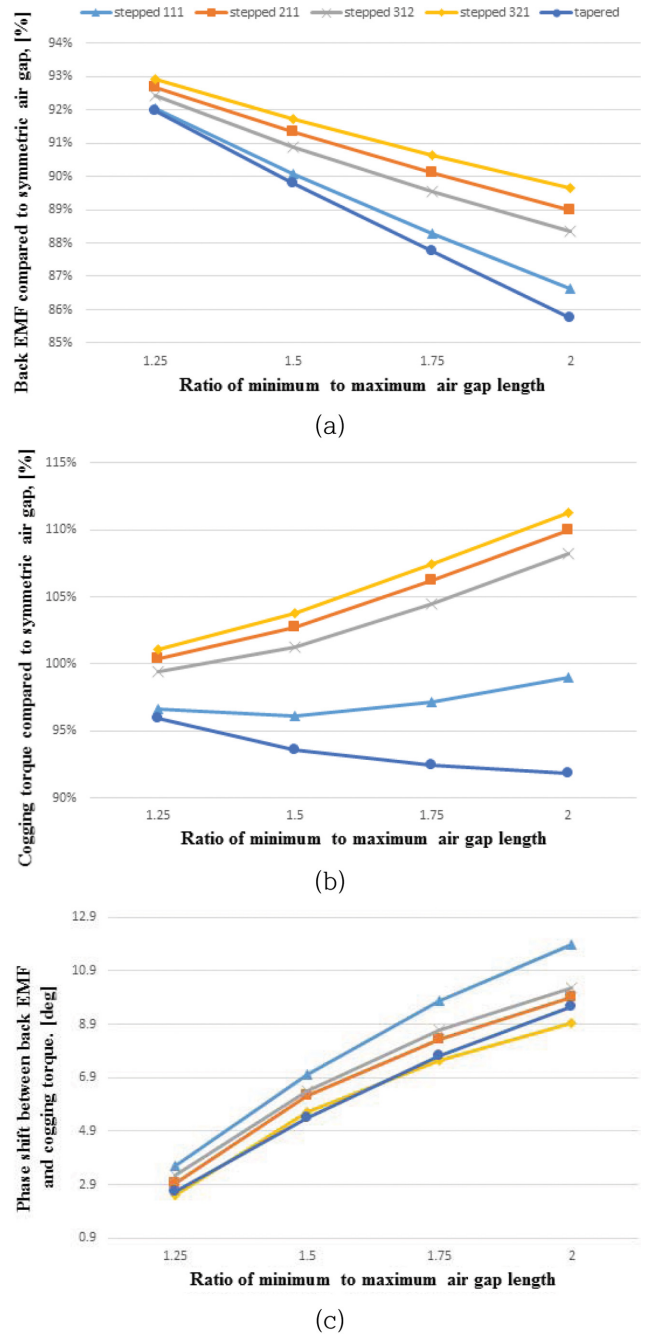 stepped 111 stepped 211 stepped 312 stepped 321 tapered
Back EMF compared to symmetric air gap, [%]
94%
93%
92%
91%
90%
89%
88%
87%
86%
85%
1.25 1.5 1.75 2
Ratio of minimum to maximum air gap length
(a)
Cogging torque compared to symmetric air gap, [%]
115%
110%
105%
100%
95%
90%
1.25 1.5 1.75 2
Ratio of minimum to maximum air gap length
(b)
Phase shift between back EMF
and cogging torque. [deg]
12.9
10.9
8.9
6.9
4.9
2.9
0.9
1.25 1.5 1.75 2
Ratio of minimum to maximum air gap length
(c)